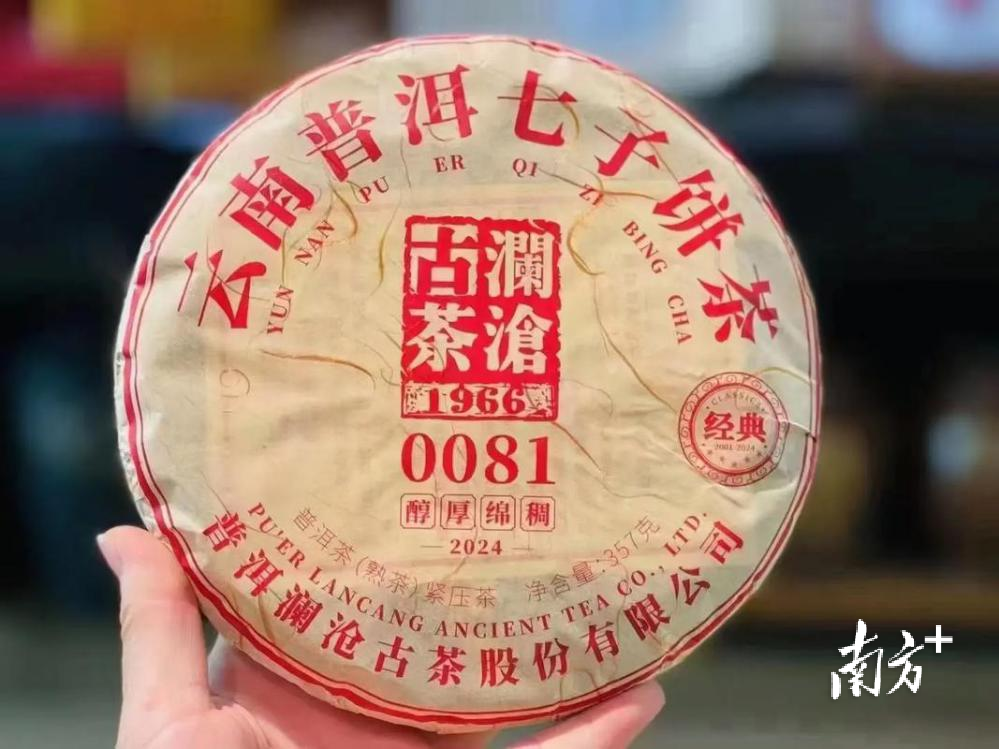 云南普洱七子饼茶
YUN NAN PU ER QI ZI BING CHA
澜沧
古茶
1966
0081
醇厚绵稠
2024
CLASSICAL
经典
2001-2024
普洱茶(熟茶)紧压茶 净含量:357克
PU'ER LANCANG ANCIENT TEA CO., LTD.
普洱澜沧古茶股份有限公司
南方+